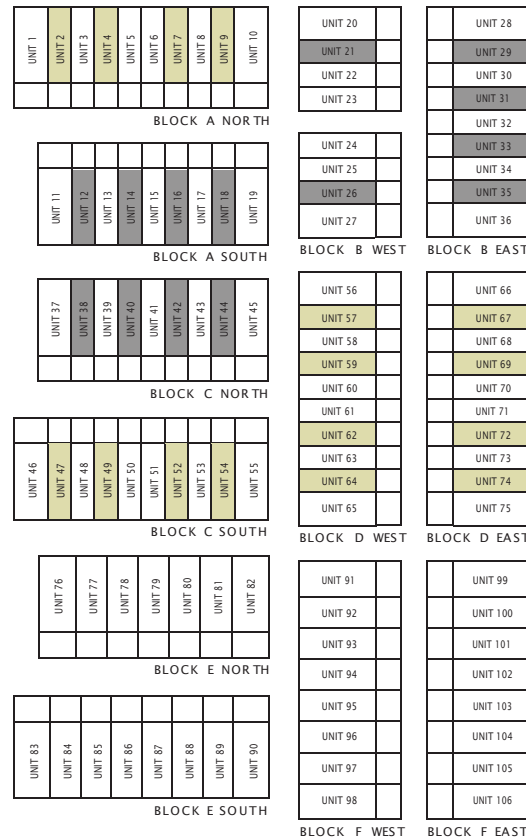 UNIT 1
UNIT 2
UNIT 3
UNIT 4
UNIT 5
UNIT 6
UNIT 7
UNIT 8
UNIT 9
UNIT 10
BLOCK A NORTH
UNIT 11
UNIT 12
UNIT 13
UNIT 14
UNIT 15
UNIT 16
UNIT 17
UNIT 18
UNIT 19
BLOCK A SOUTH
UNIT 20
UNIT 21
UNIT 22
UNIT 23
UNIT 24
UNIT 25
UNIT 26
UNIT 27
BLOCK B WEST
UNIT 28
UNIT 29
UNIT 30
UNIT 31
UNIT 32
UNIT 33
UNIT 34
UNIT 35
UNIT 36
BLOCK B EAST
UNIT 37
UNIT 38
UNIT 39
UNIT 40
UNIT 41
UNIT 42
UNIT 43
UNIT 44
UNIT 45
BLOCK C NORTH
UNIT 46
UNIT 47
UNIT 48
UNIT 49
UNIT 50
UNIT 51
UNIT 52
UNIT 53
UNIT 54
UNIT 55
BLOCK C SOUTH
UNIT 56
UNIT 57
UNIT 58
UNIT 59
UNIT 60
UNIT 61
UNIT 62
UNIT 63
UNIT 64
UNIT 65
BLOCK D WEST
UNIT 66
UNIT 67
UNIT 68
UNIT 69
UNIT 70
UNIT 71
UNIT 72
UNIT 73
UNIT 74
UNIT 75
BLOCK D EAST
UNIT 76
UNIT 77
UNIT 78
UNIT 79
UNIT 80
UNIT 81
UNIT 82
BLOCK E NORTH
UNIT 83
UNIT 84
UNIT 85
UNIT 86
UNIT 87
UNIT 88
UNIT 89
UNIT 90
BLOCK E SOUTH
UNIT 91
UNIT 92
UNIT 93
UNIT 94
UNIT 95
UNIT 96
UNIT 97
UNIT 98
BLOCK F WEST
UNIT 99
UNIT 100
UNIT 101
UNIT 102
UNIT 103
UNIT 104
UNIT 105
UNIT 106
BLOCK F EAST